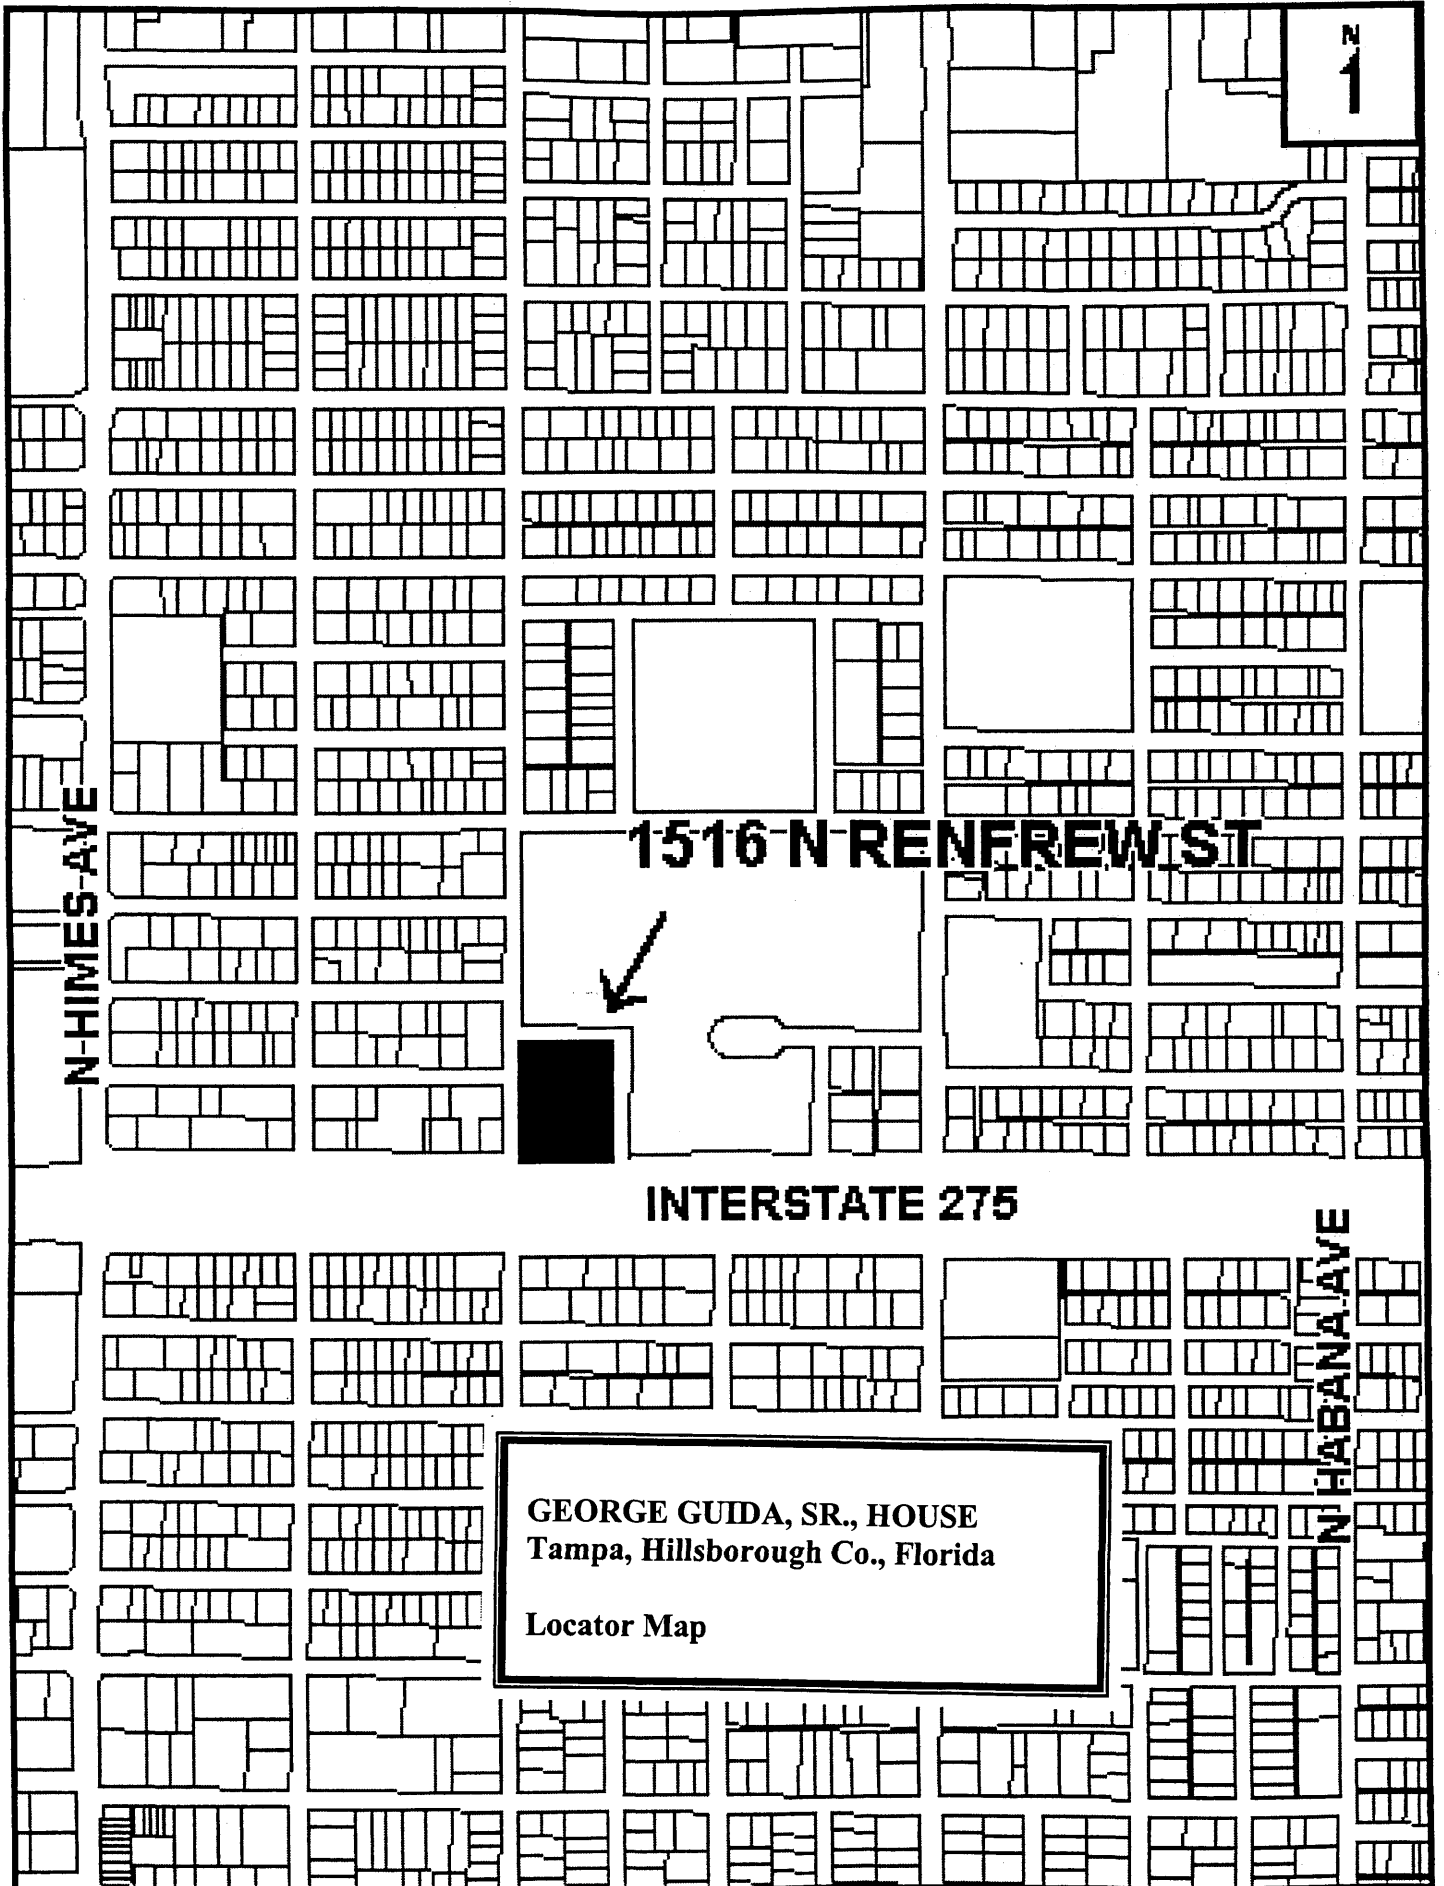 N
1516 N RENFREW ST
N HIMES AVE
INTERSTATE 275
N HABANA AVE
GEORGE GUIDA, SR., HOUSE
Tampa, Hillsborough Co., Florida
Locator Map